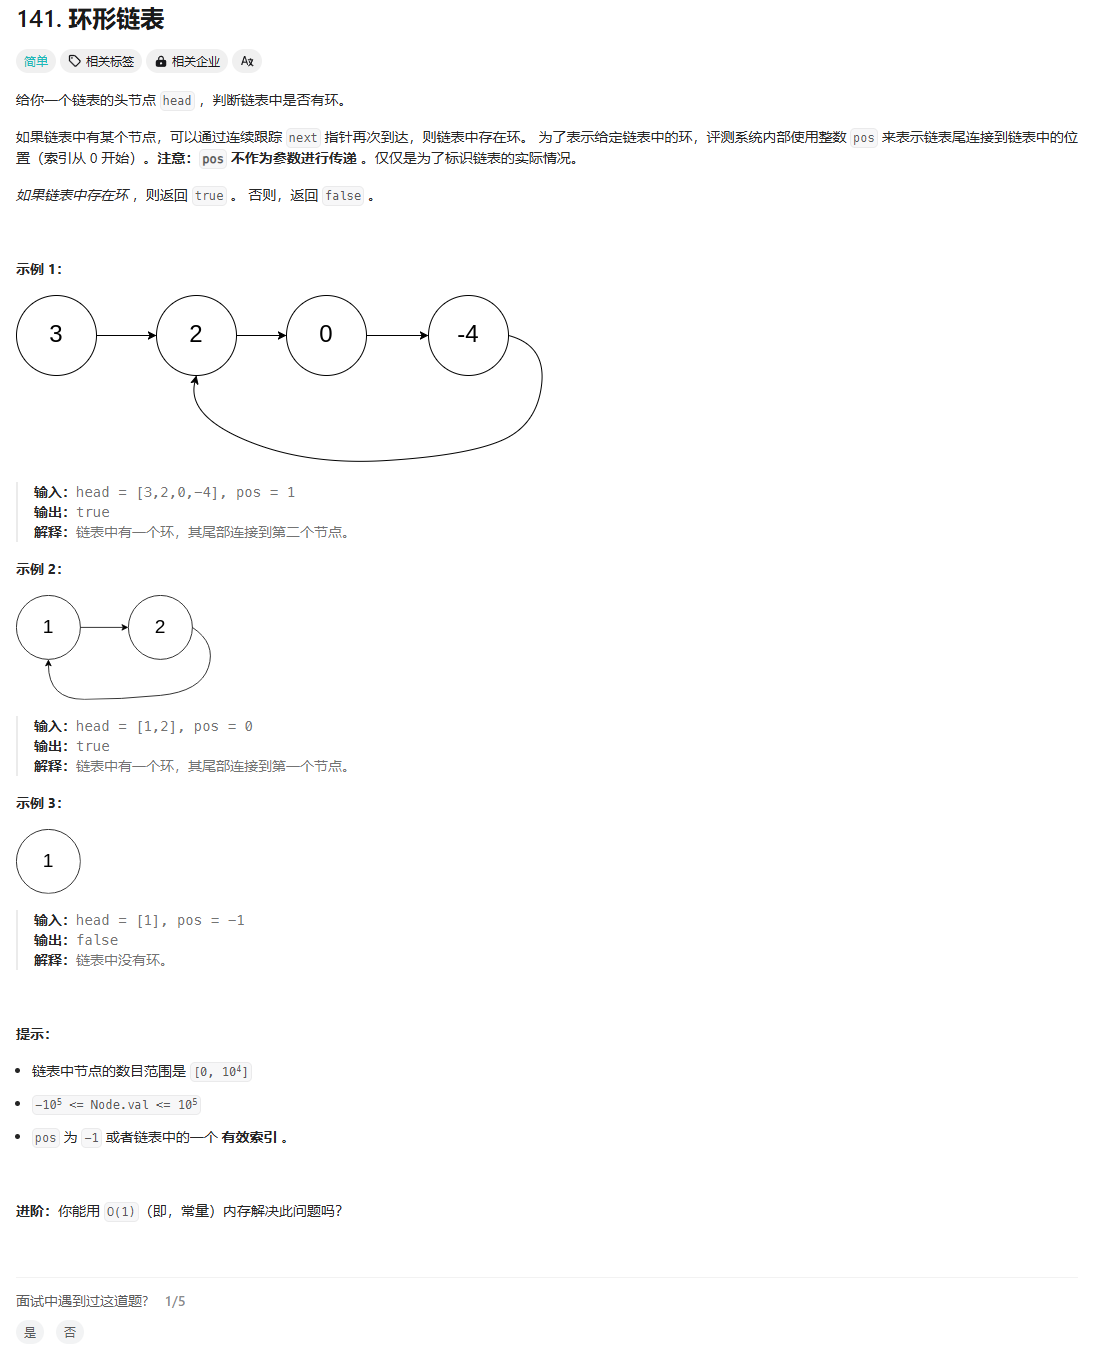 141. 环形链表
简单 相关标签 相关企业
给你一个链表的头节点 head ，判断链表中是否有环。
如果链表中有某个节点，可以通过连续跟踪 next 指针再次到达，则链表中存在环。 为了表示给定链表中的环，评测系统内部使用整数 pos 来表示链表尾连接到链表中的位
置（索引从 0 开始）。注意：pos 不作为参数进行传递 。仅仅是为了标识链表的实际情况。
如果链表中存在环 ，则返回 true 。 否则，返回 false 。
示例 1：
3 2 0 -4
输入：head = [3,2,0,-4], pos = 1
输出：true
解释：链表中有一个环，其尾部连接到第二个节点。
示例 2：
1 2
输入：head = [1,2], pos = 0
输出：true
解释：链表中有一个环，其尾部连接到第一个节点。
示例 3：
1
输入：head = [1], pos = -1
输出：false
解释：链表中没有环。
提示：
• 链表中节点的数目范围是 [0, 10⁴]
• -10⁵ <= Node.val <= 10⁵
• pos 为 -1 或者链表中的一个 有效索引 。
进阶：你能用 O(1)（即，常量）内存解决此问题吗？
面试中遇到过这道题? 1/5
是 否